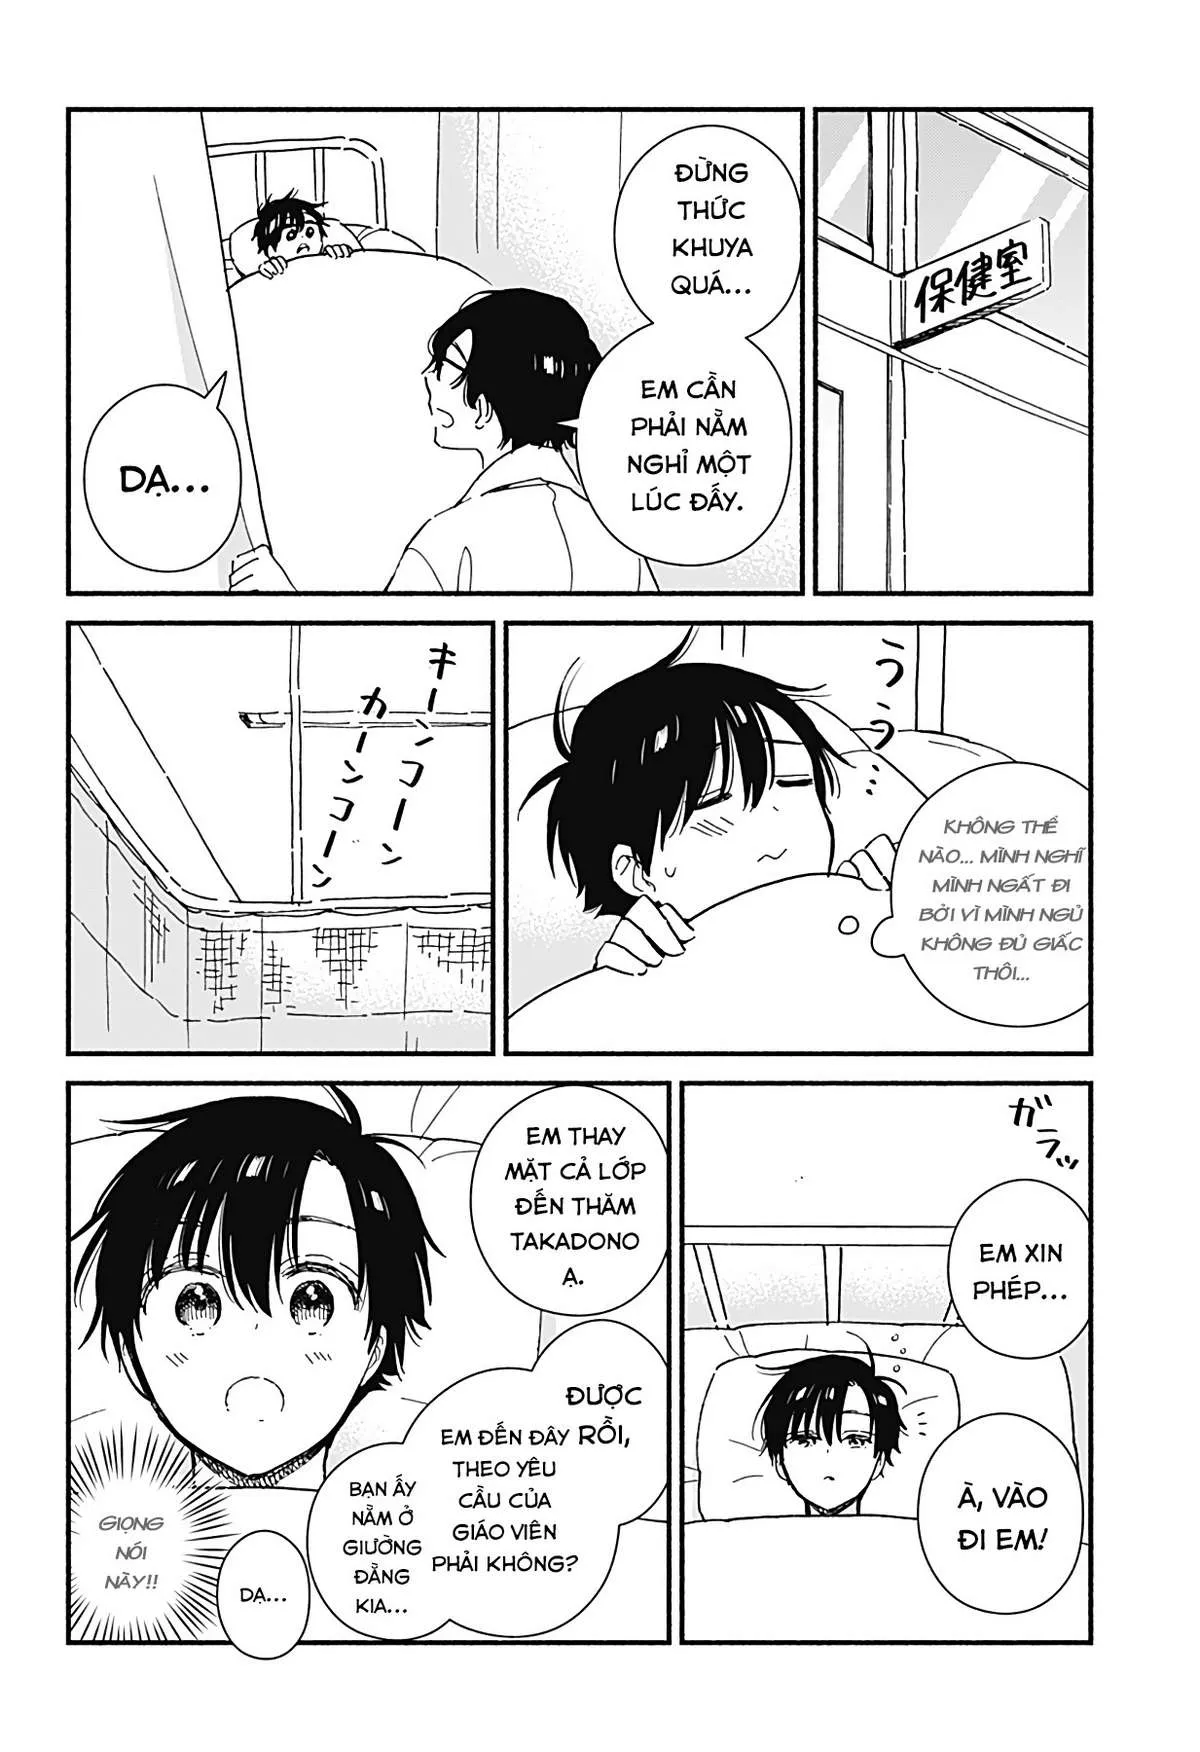 保健室
ĐỪNG
THỨC
KHUYA
QUÁ...
EM CẦN
PHẢI NẰM
NGHỈ MỘT
LÚC ĐẤY.
DẠ...
うぅぅ
KHÔNG THỂ
NÀO... MÌNH NGHĨ
MÌNH NGẤT ĐI
BỞI VÌ MÌNH NGỦ
KHÔNG ĐỦ GIẤC
THÔI...
キーンコーン
カーンコーン
ガラッ
EM XIN
PHÉP...
À, VÀO
ĐI EM!
EM THAY
MẶT CẢ LỚP
ĐẾN THĂM
TAKADONO
Ạ.
ĐƯỢC
RỒI,
EM ĐẾN ĐÂY
THEO YÊU
CẦU CỦA
GIÁO VIÊN
PHẢI KHÔNG?
BẠN ẤY
NẰM Ở
GIƯỜNG
ĐẰNG
KIA...
DẠ...
GIỌNG
NÓI
NÀY!!